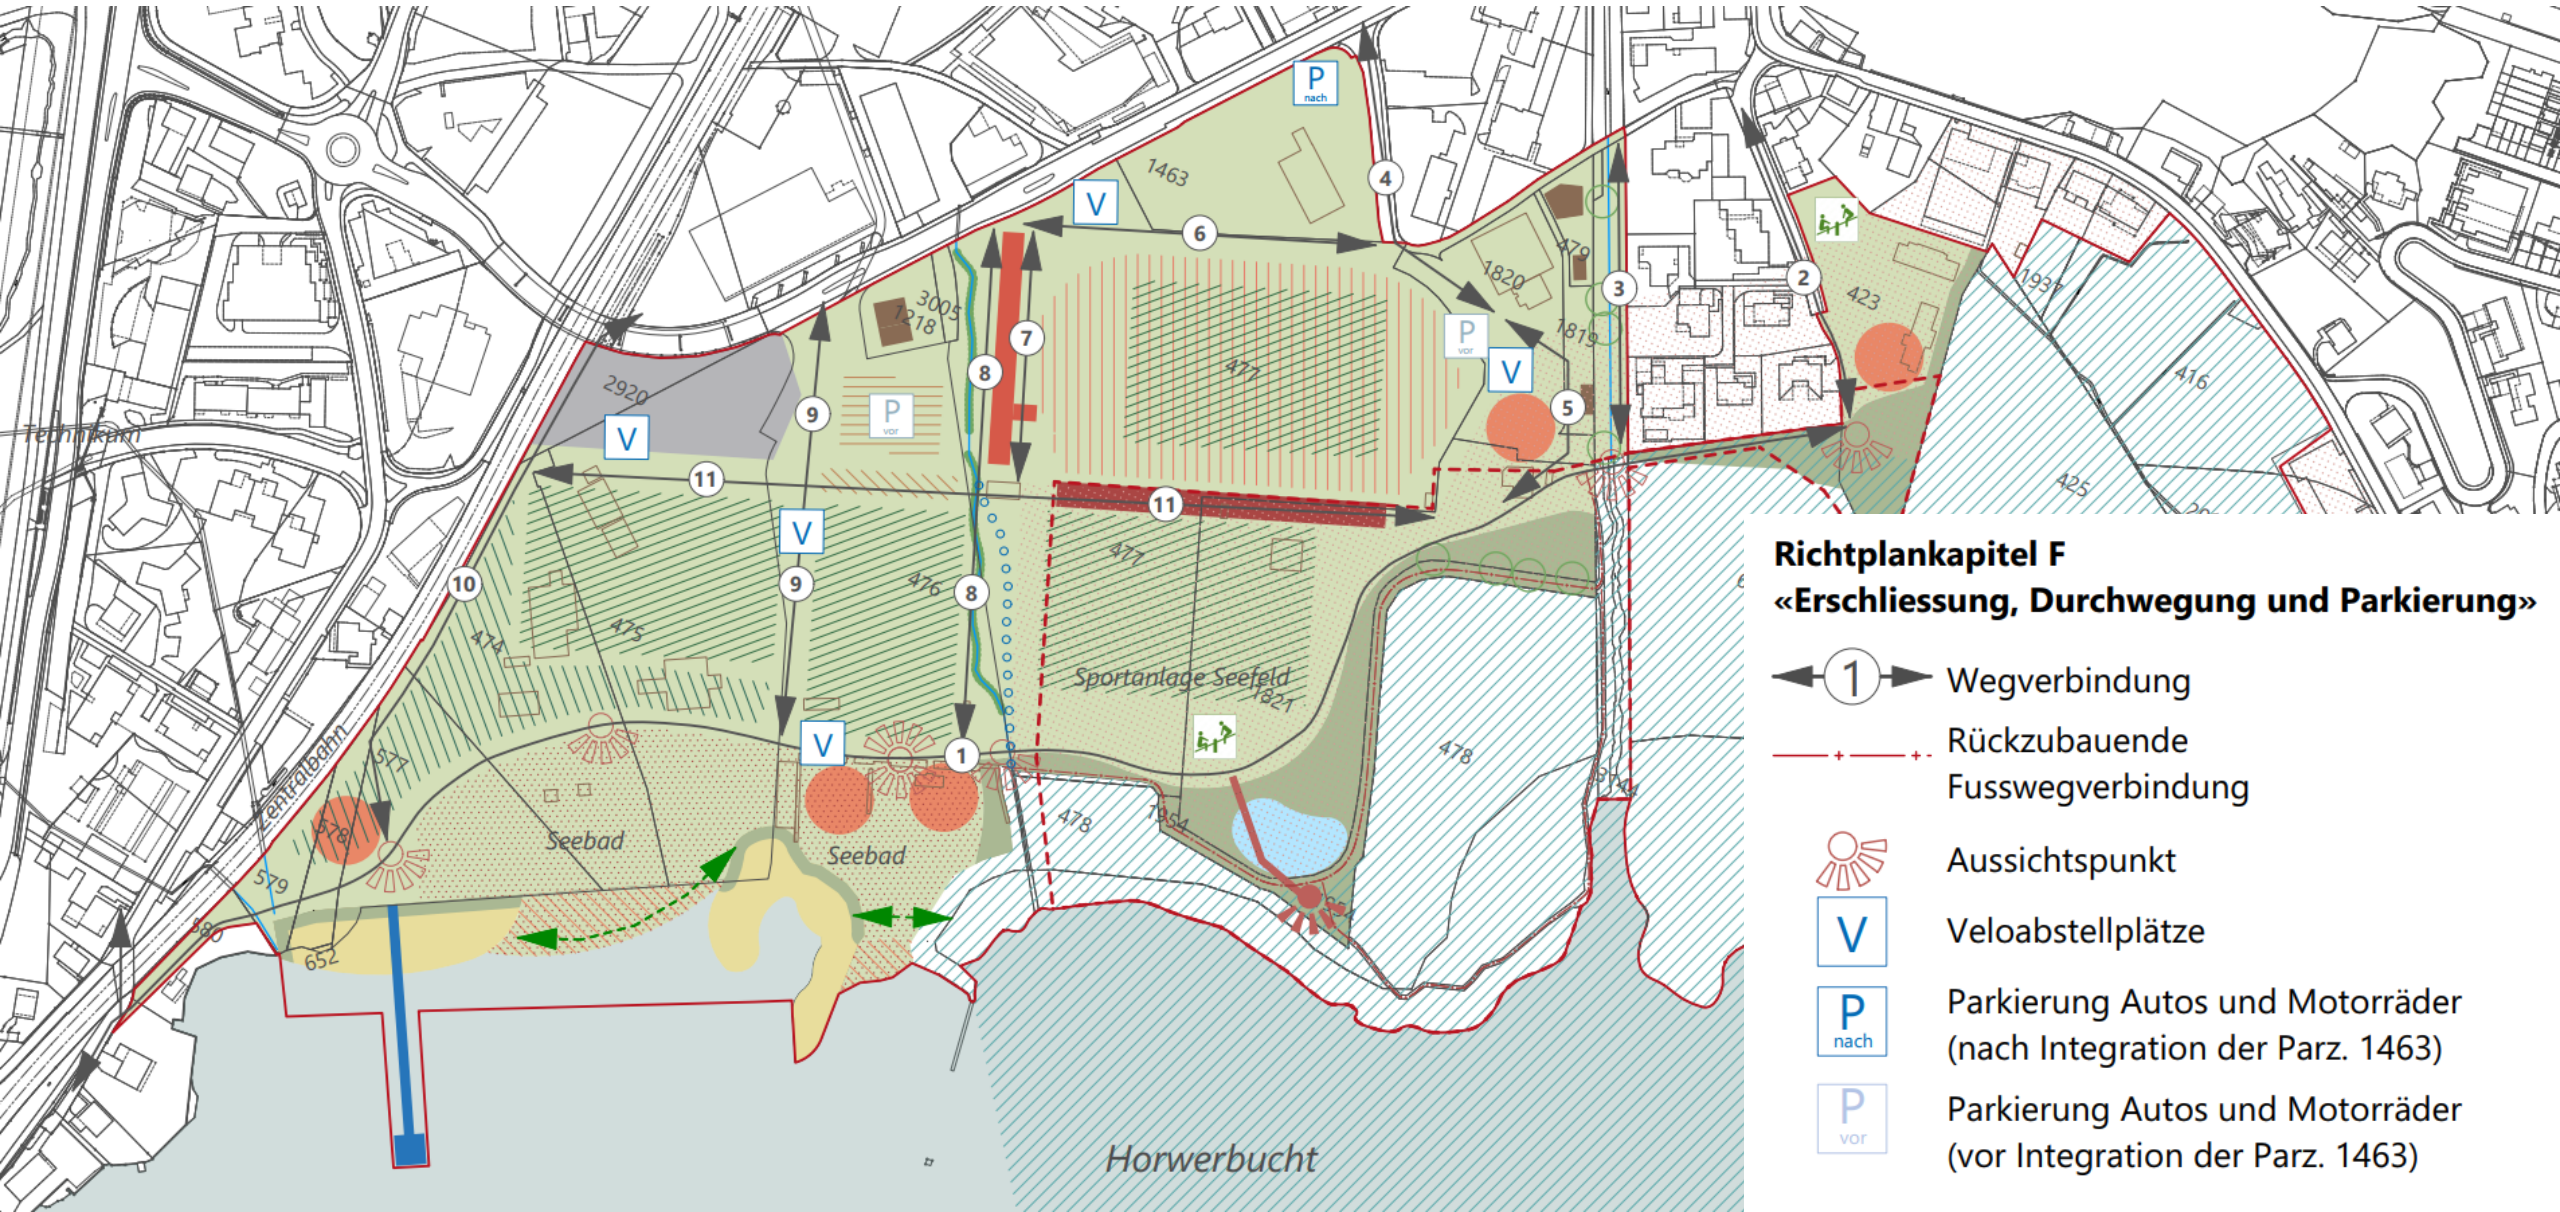 P
nach
1463
4
V
6
479
1820
3
2
423
1937
3005
1218
7
1819
P
vor
477
8
V
416
2920
9
P
vor
5
V
Technikum
11
11
425
V
477
10
9
476
8
474
475
Sportanlage Seefeld
1821
V
1
478
577
Zentralbahn
478
1954
578
Seebad
Seebad
579
580
652
Horwerbucht
Richtplankapitel F
«Erschliessung, Durchwegung und Parkierung»
1 Wegverbindung
Rückzubauende
Fusswegverbindung
Aussichtspunkt
V Veloabstellplätze
P
nach
Parkierung Autos und Motorräder
(nach Integration der Parz. 1463)
P
vor
Parkierung Autos und Motorräder
(vor Integration der Parz. 1463)